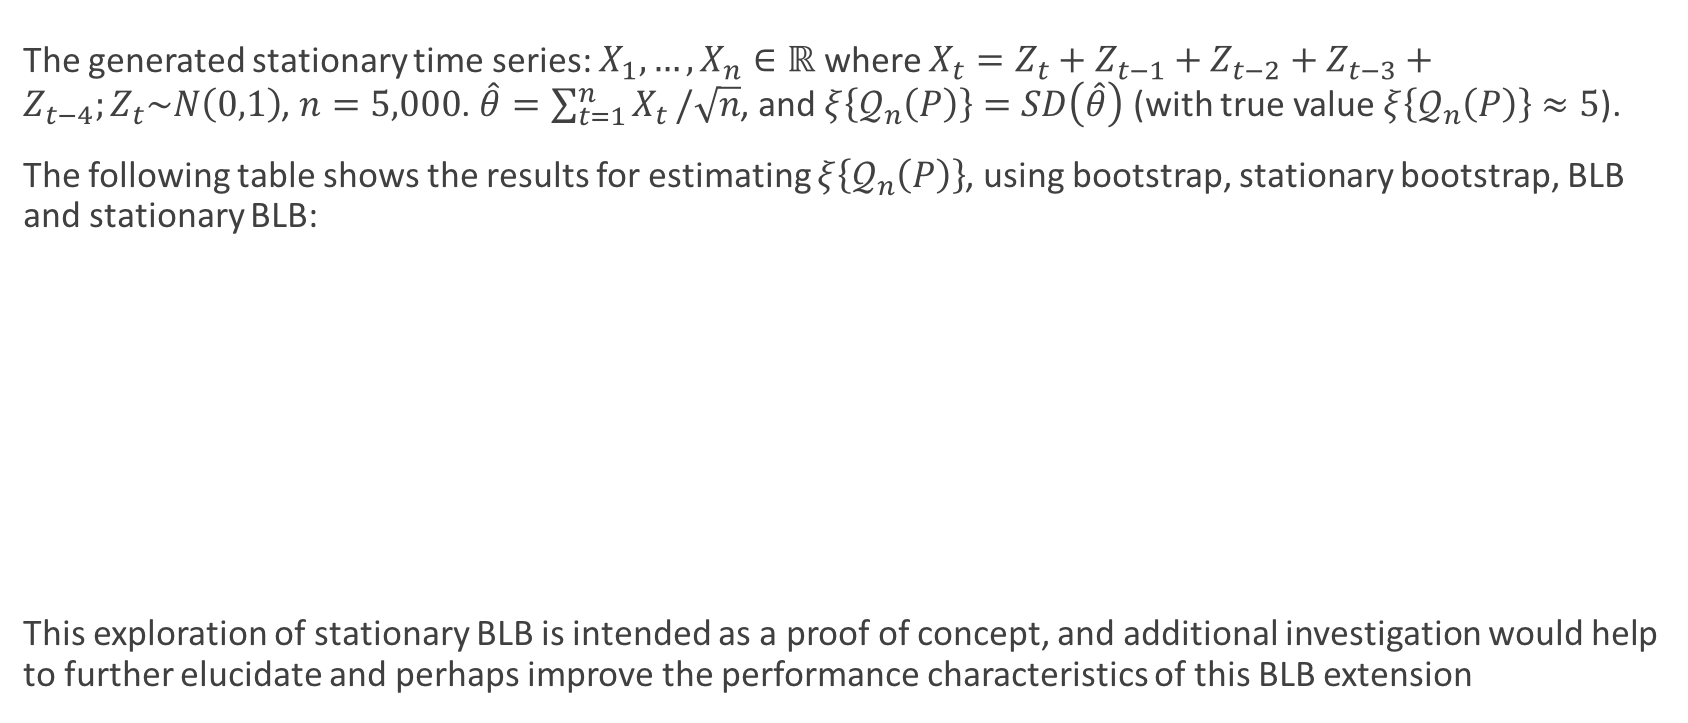 The generated stationary time series: X₁, …, Xₙ ∈ ℝ where Xₜ = Zₜ + Zₜ₋₁ + Zₜ₋₂ + Zₜ₋₃ +
Zₜ₋₄; Zₜ~N(0,1), n = 5,000. θ̂ = ∑ₜ₌₁ⁿ Xₜ /√n, and ξ{Qₙ(P)} = SD(θ̂) (with true value ξ{Qₙ(P)} ≈ 5).
The following table shows the results for estimating ξ{Qₙ(P)}, using bootstrap, stationary bootstrap, BLB
and stationary BLB:
This exploration of stationary BLB is intended as a proof of concept, and additional investigation would help
to further elucidate and perhaps improve the performance characteristics of this BLB extension